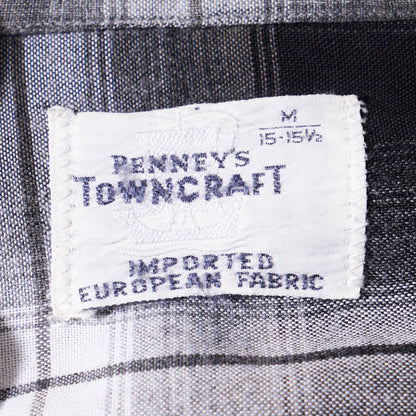 M
15-15½
PENNEY'S
TOWNCRAFT
IMPORTED
EUROPEAN FABRIC